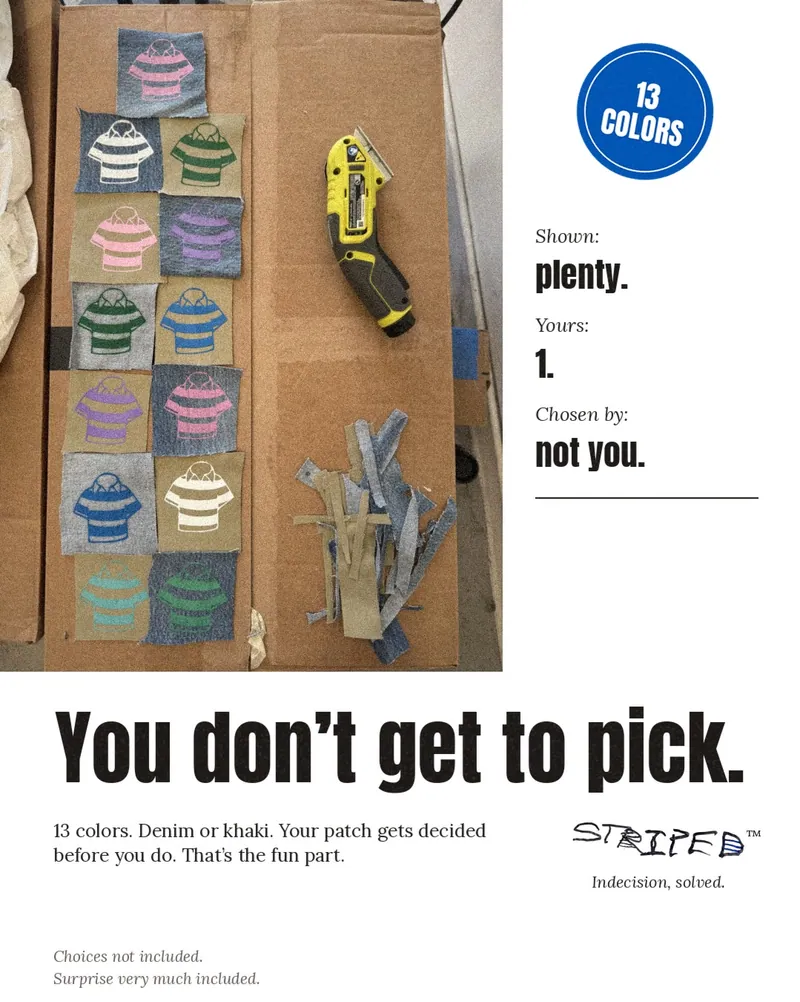 13
COLORS
Shown:
plenty.
Yours:
1.
Chosen by:
not you.
You don’t get to pick.
13 colors. Denim or khaki. Your patch gets decided
before you do. That’s the fun part.
STRIPED™
Indecision, solved.
Choices not included.
Surprise very much included.